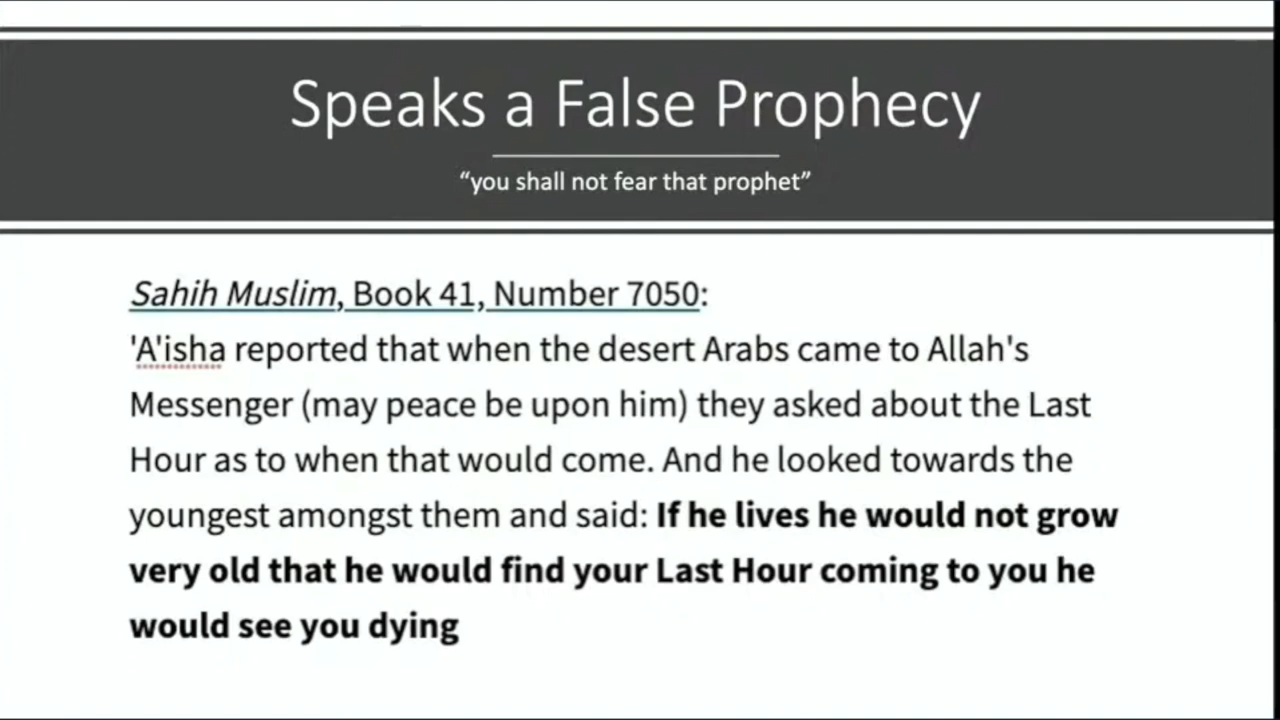 Speaks a False Prophecy
“you shall not fear that prophet”
Sahih Muslim, Book 41, Number 7050:
'A'isha reported that when the desert Arabs came to Allah's
Messenger (may peace be upon him) they asked about the Last
Hour as to when that would come. And he looked towards the
youngest amongst them and said: If he lives he would not grow
very old that he would find your Last Hour coming to you he
would see you dying